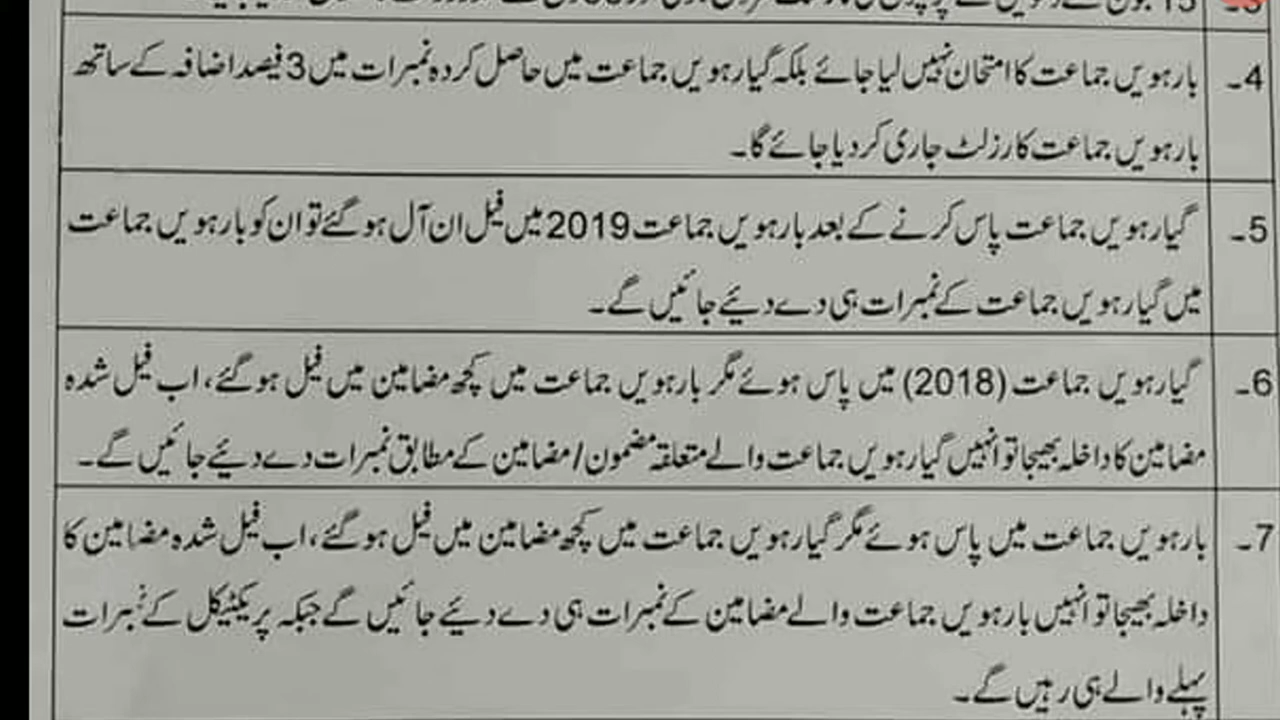 4۔ بارہویں جماعت کا امتحان نہیں لیا جائے بلکہ گیارہویں جماعت میں حاصل کردہ نمبرات میں 3 فیصد اضافہ کے ساتھ
بارہویں جماعت کا رزلٹ جاری کر دیا جائے گا۔
5۔ گیارہویں جماعت پاس کرنے کے بعد بارہویں جماعت 2019 میں فیل ان آل ہو گئے تو ان کو بارہویں جماعت
میں گیارہویں جماعت کے نمبرات ہی دے دئیے جائیں گے۔
6۔ گیارہویں جماعت (2018) میں پاس ہوئے مگر بارہویں جماعت میں کچھ مضامین میں فیل ہو گئے، اب فیل شدہ
مضامین کا داخلہ بھیجا تو انہیں گیارہویں جماعت والے متعلقہ مضمون/مضامین کے مطابق نمبرات دے دئیے جائیں گے۔
7۔ بارہویں جماعت میں پاس ہوئے مگر گیارہویں جماعت میں کچھ مضامین میں فیل ہو گئے، اب فیل شدہ مضامین کا
داخلہ بھیجا تو انہیں بارہویں جماعت والے مضامین کے نمبرات ہی دے دئیے جائیں گے جبکہ پریکٹیکل کے نمبرات
پہلے والے ہی رہیں گے۔